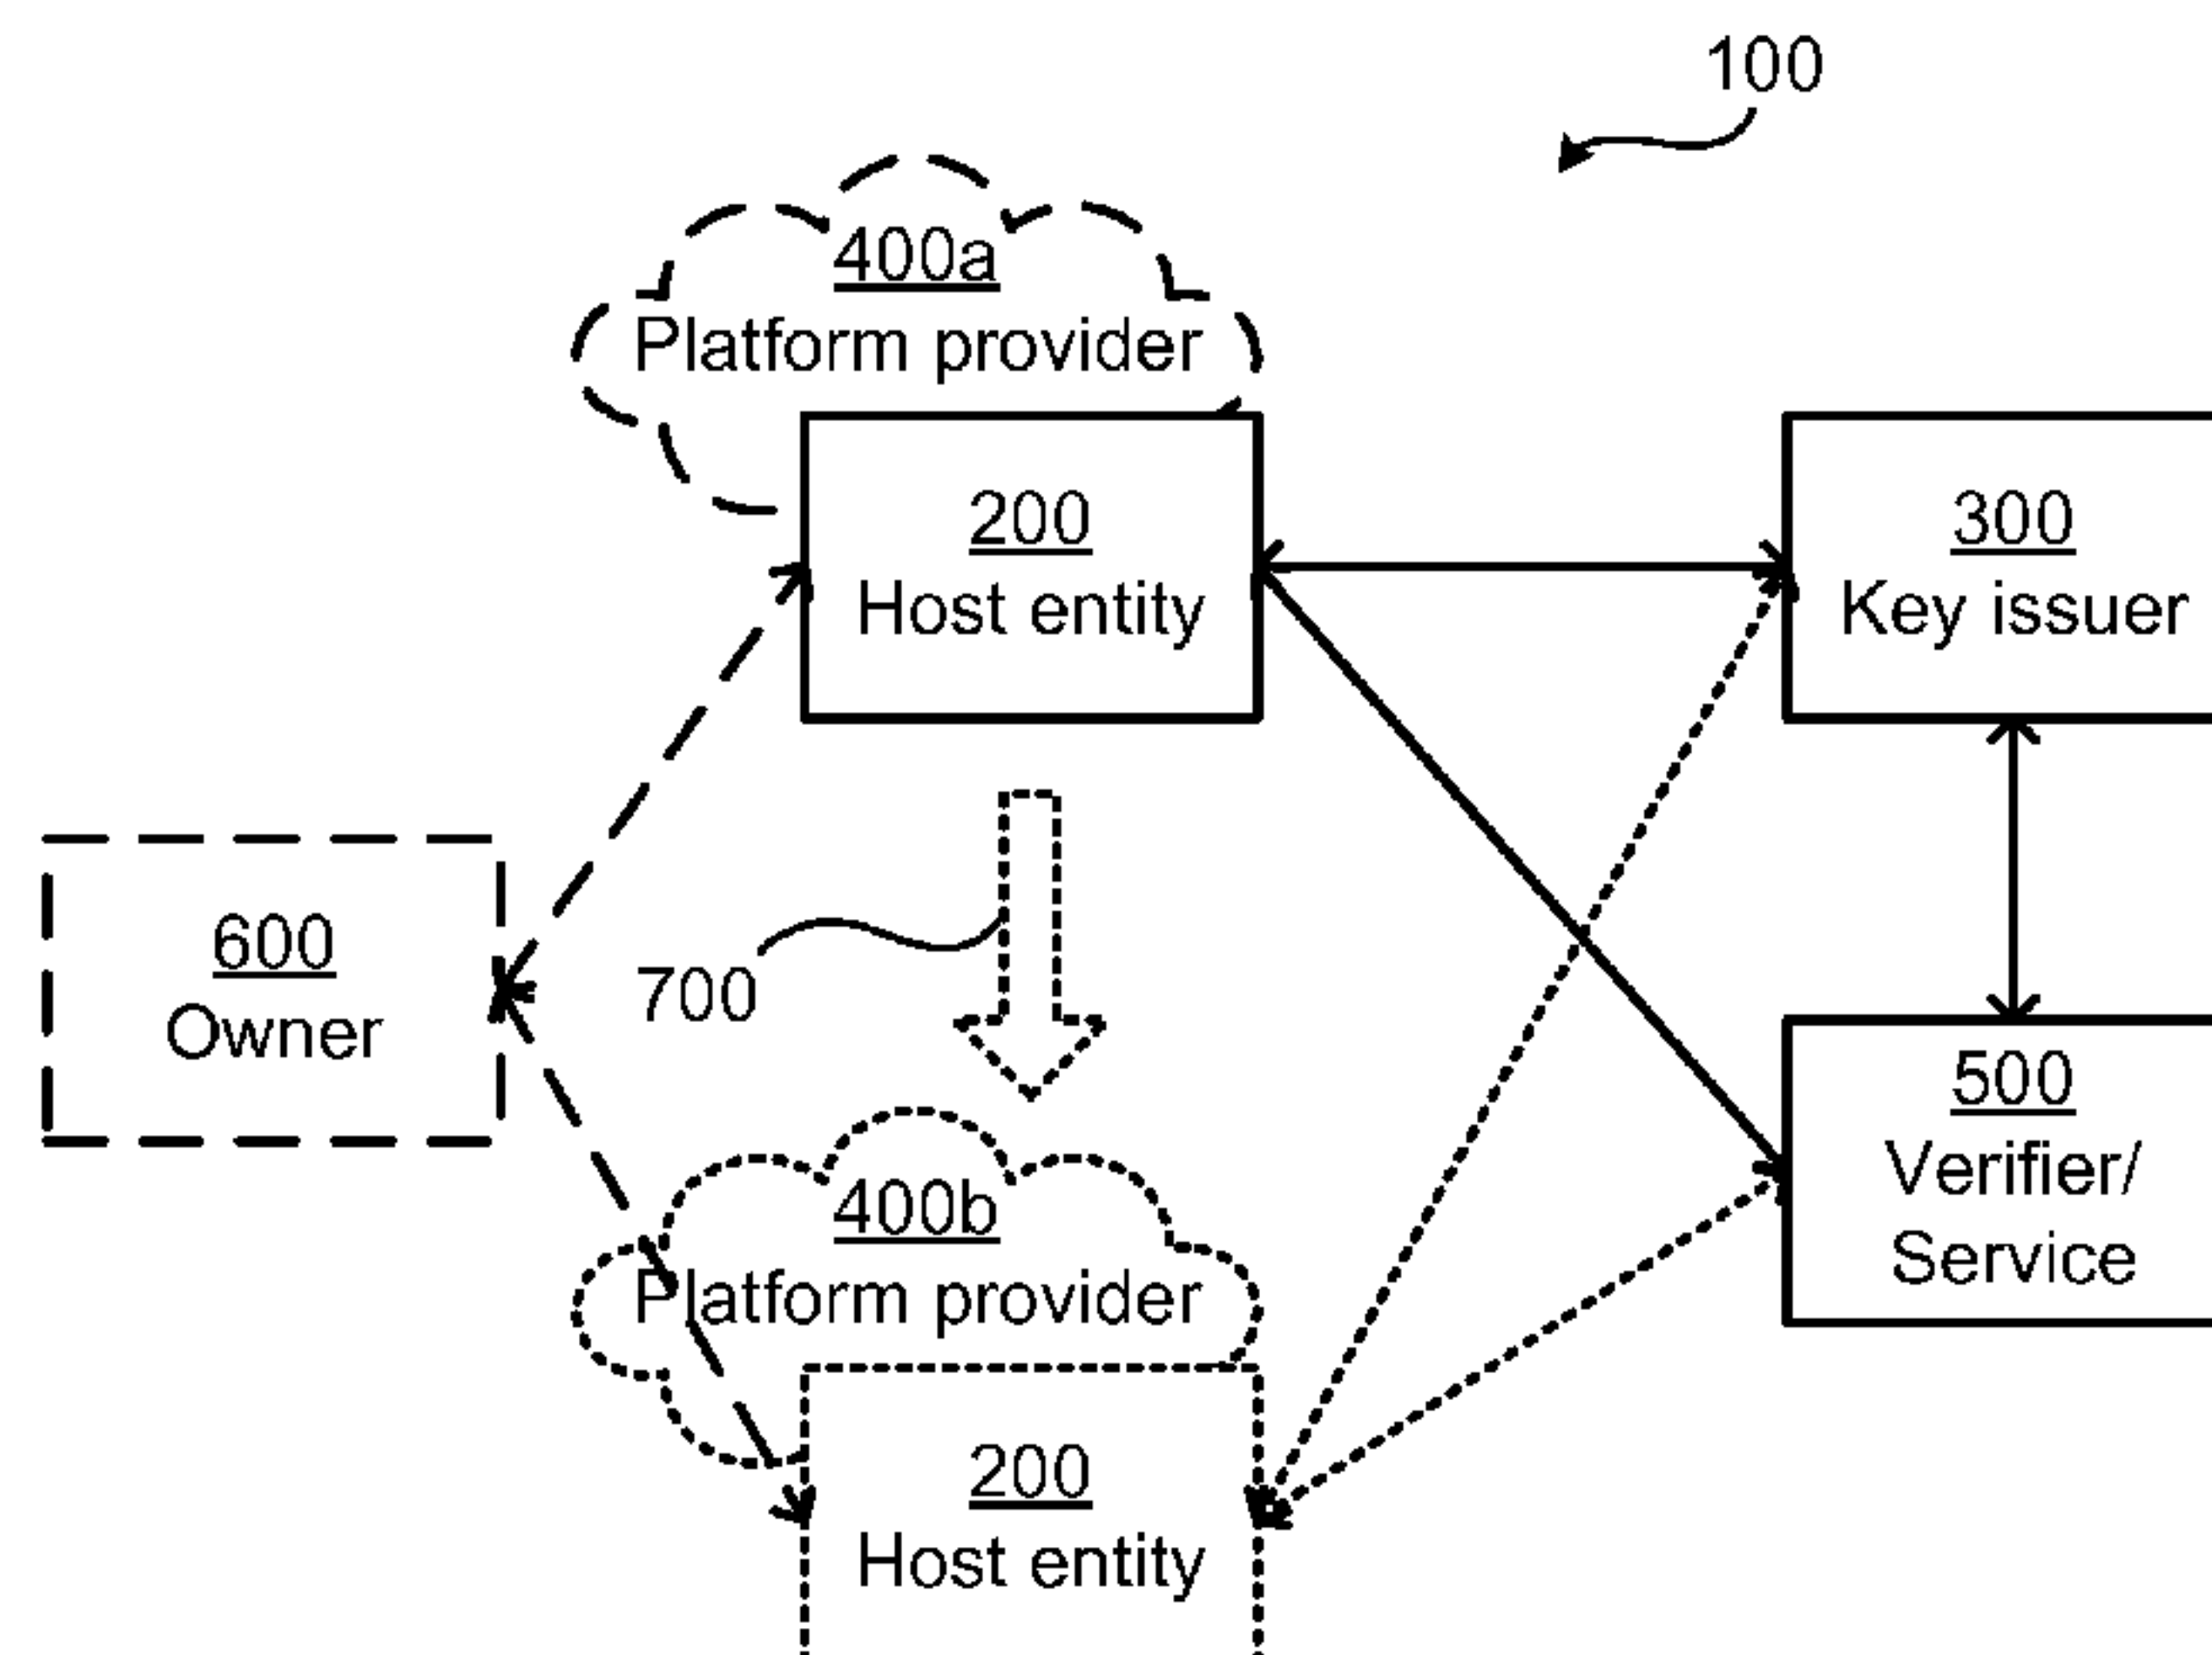 100
400a
Platform provider
200
Host entity
300
Key issuer
600
Owner
700
500
Verifier/
Service
400b
Platform provider
200
Host entity